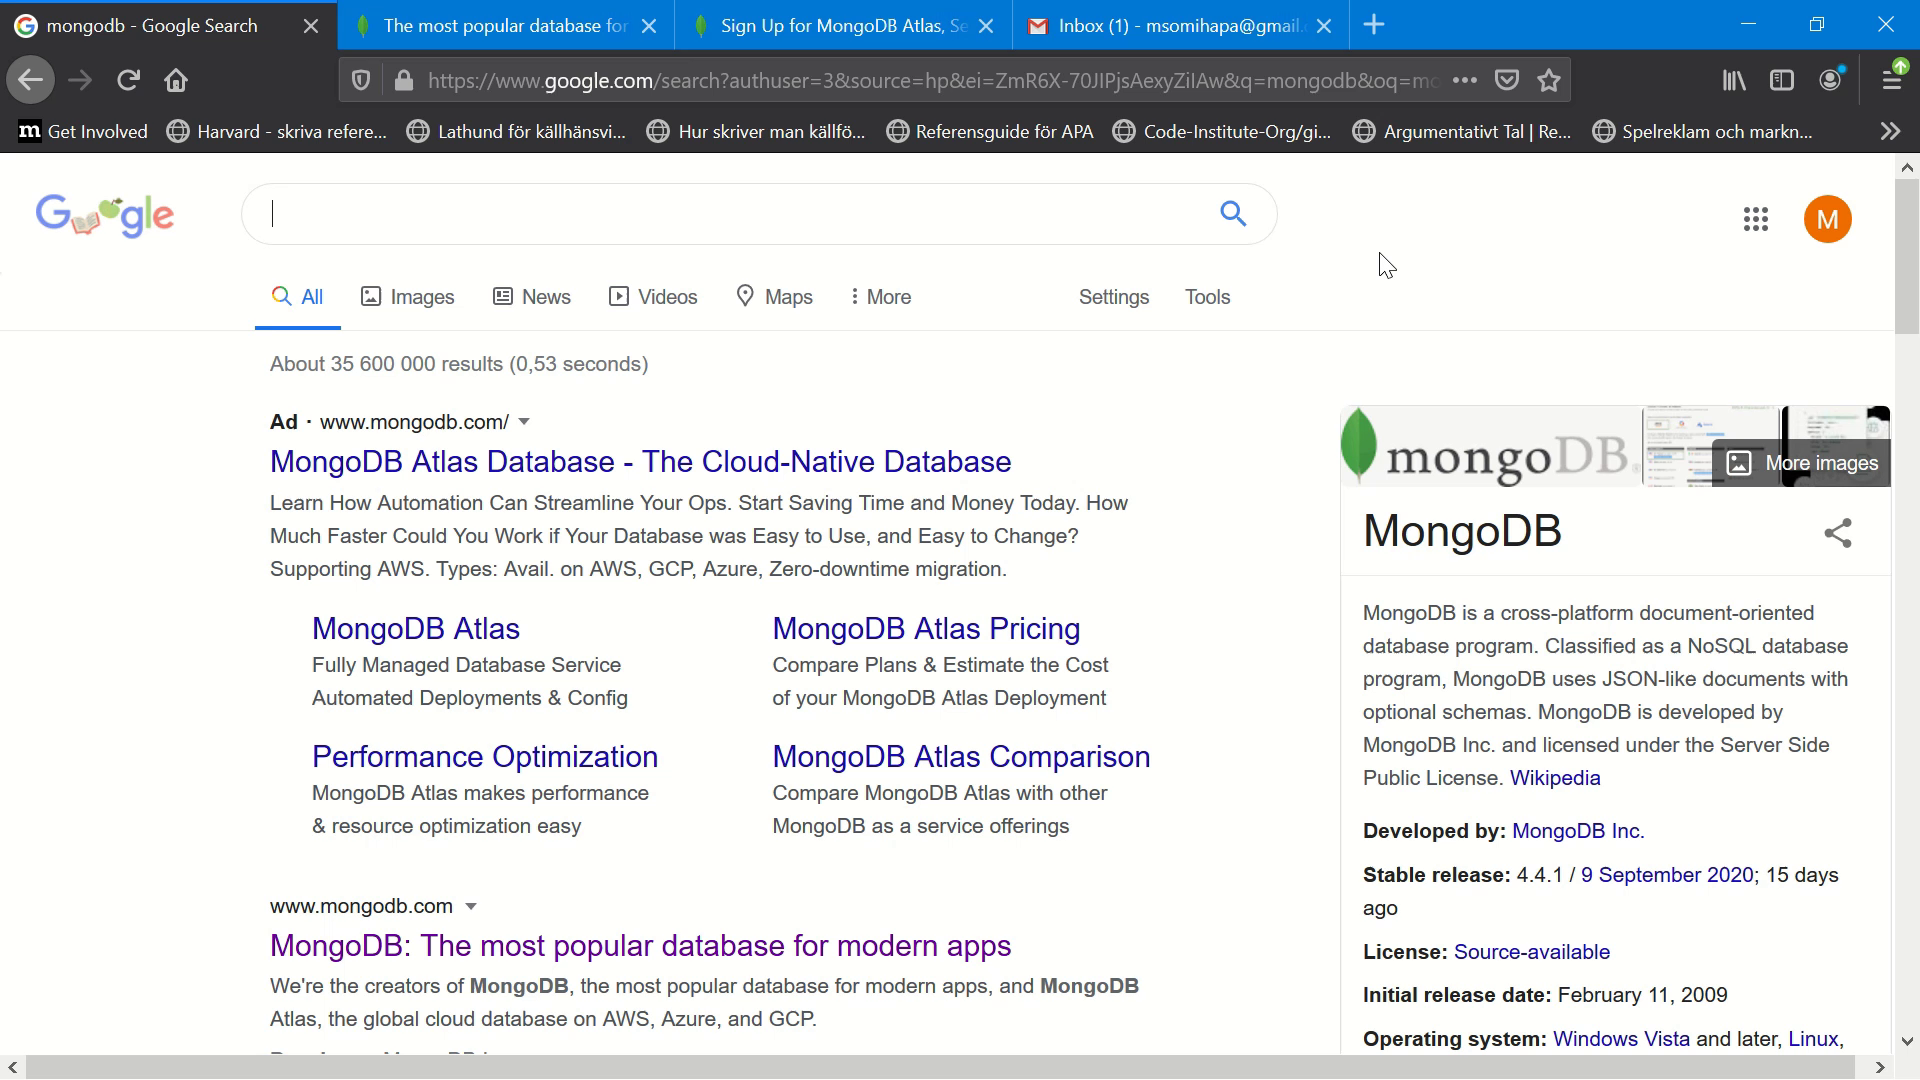 mongodb - Google Search
The most popular database for
Sign Up for MongoDB Atlas, Se
Inbox (1) - msomihapa@gmail.
https://www.google.com/search?authuser=3&source=hp&ei=ZmR6X-70JIPjsAexyZiIAw&q=mongodb&oq=mo
Get Involved
Harvard - skriva refere...
Lathund för källhänsvi...
Hur skriver man källfö...
Referensguide för APA
Code-Institute-Org/gi...
Argumentativt Tal | Re...
Spelreklam och markn...
Google
M
All
Images
News
Videos
Maps
More
Settings
Tools
About 35 600 000 results (0,53 seconds)
Ad · www.mongodb.com/
MongoDB Atlas Database - The Cloud-Native Database
Learn How Automation Can Streamline Your Ops. Start Saving Time and Money Today. How
Much Faster Could You Work if Your Database was Easy to Use, and Easy to Change?
Supporting AWS. Types: Avail. on AWS, GCP, Azure, Zero-downtime migration.
MongoDB Atlas
Fully Managed Database Service
Automated Deployments & Config
MongoDB Atlas Pricing
Compare Plans & Estimate the Cost
of your MongoDB Atlas Deployment
Performance Optimization
MongoDB Atlas makes performance
& resource optimization easy
MongoDB Atlas Comparison
Compare MongoDB Atlas with other
MongoDB as a service offerings
www.mongodb.com
MongoDB: The most popular database for modern apps
We're the creators of MongoDB, the most popular database for modern apps, and MongoDB
Atlas, the global cloud database on AWS, Azure, and GCP.
mongoDB
More images
MongoDB
MongoDB is a cross-platform document-oriented
database program. Classified as a NoSQL database
program, MongoDB uses JSON-like documents with
optional schemas. MongoDB is developed by
MongoDB Inc. and licensed under the Server Side
Public License. Wikipedia
Developed by: MongoDB Inc.
Stable release: 4.4.1 / 9 September 2020; 15 days
ago
License: Source-available
Initial release date: February 11, 2009
Operating system: Windows Vista and later, Linux,